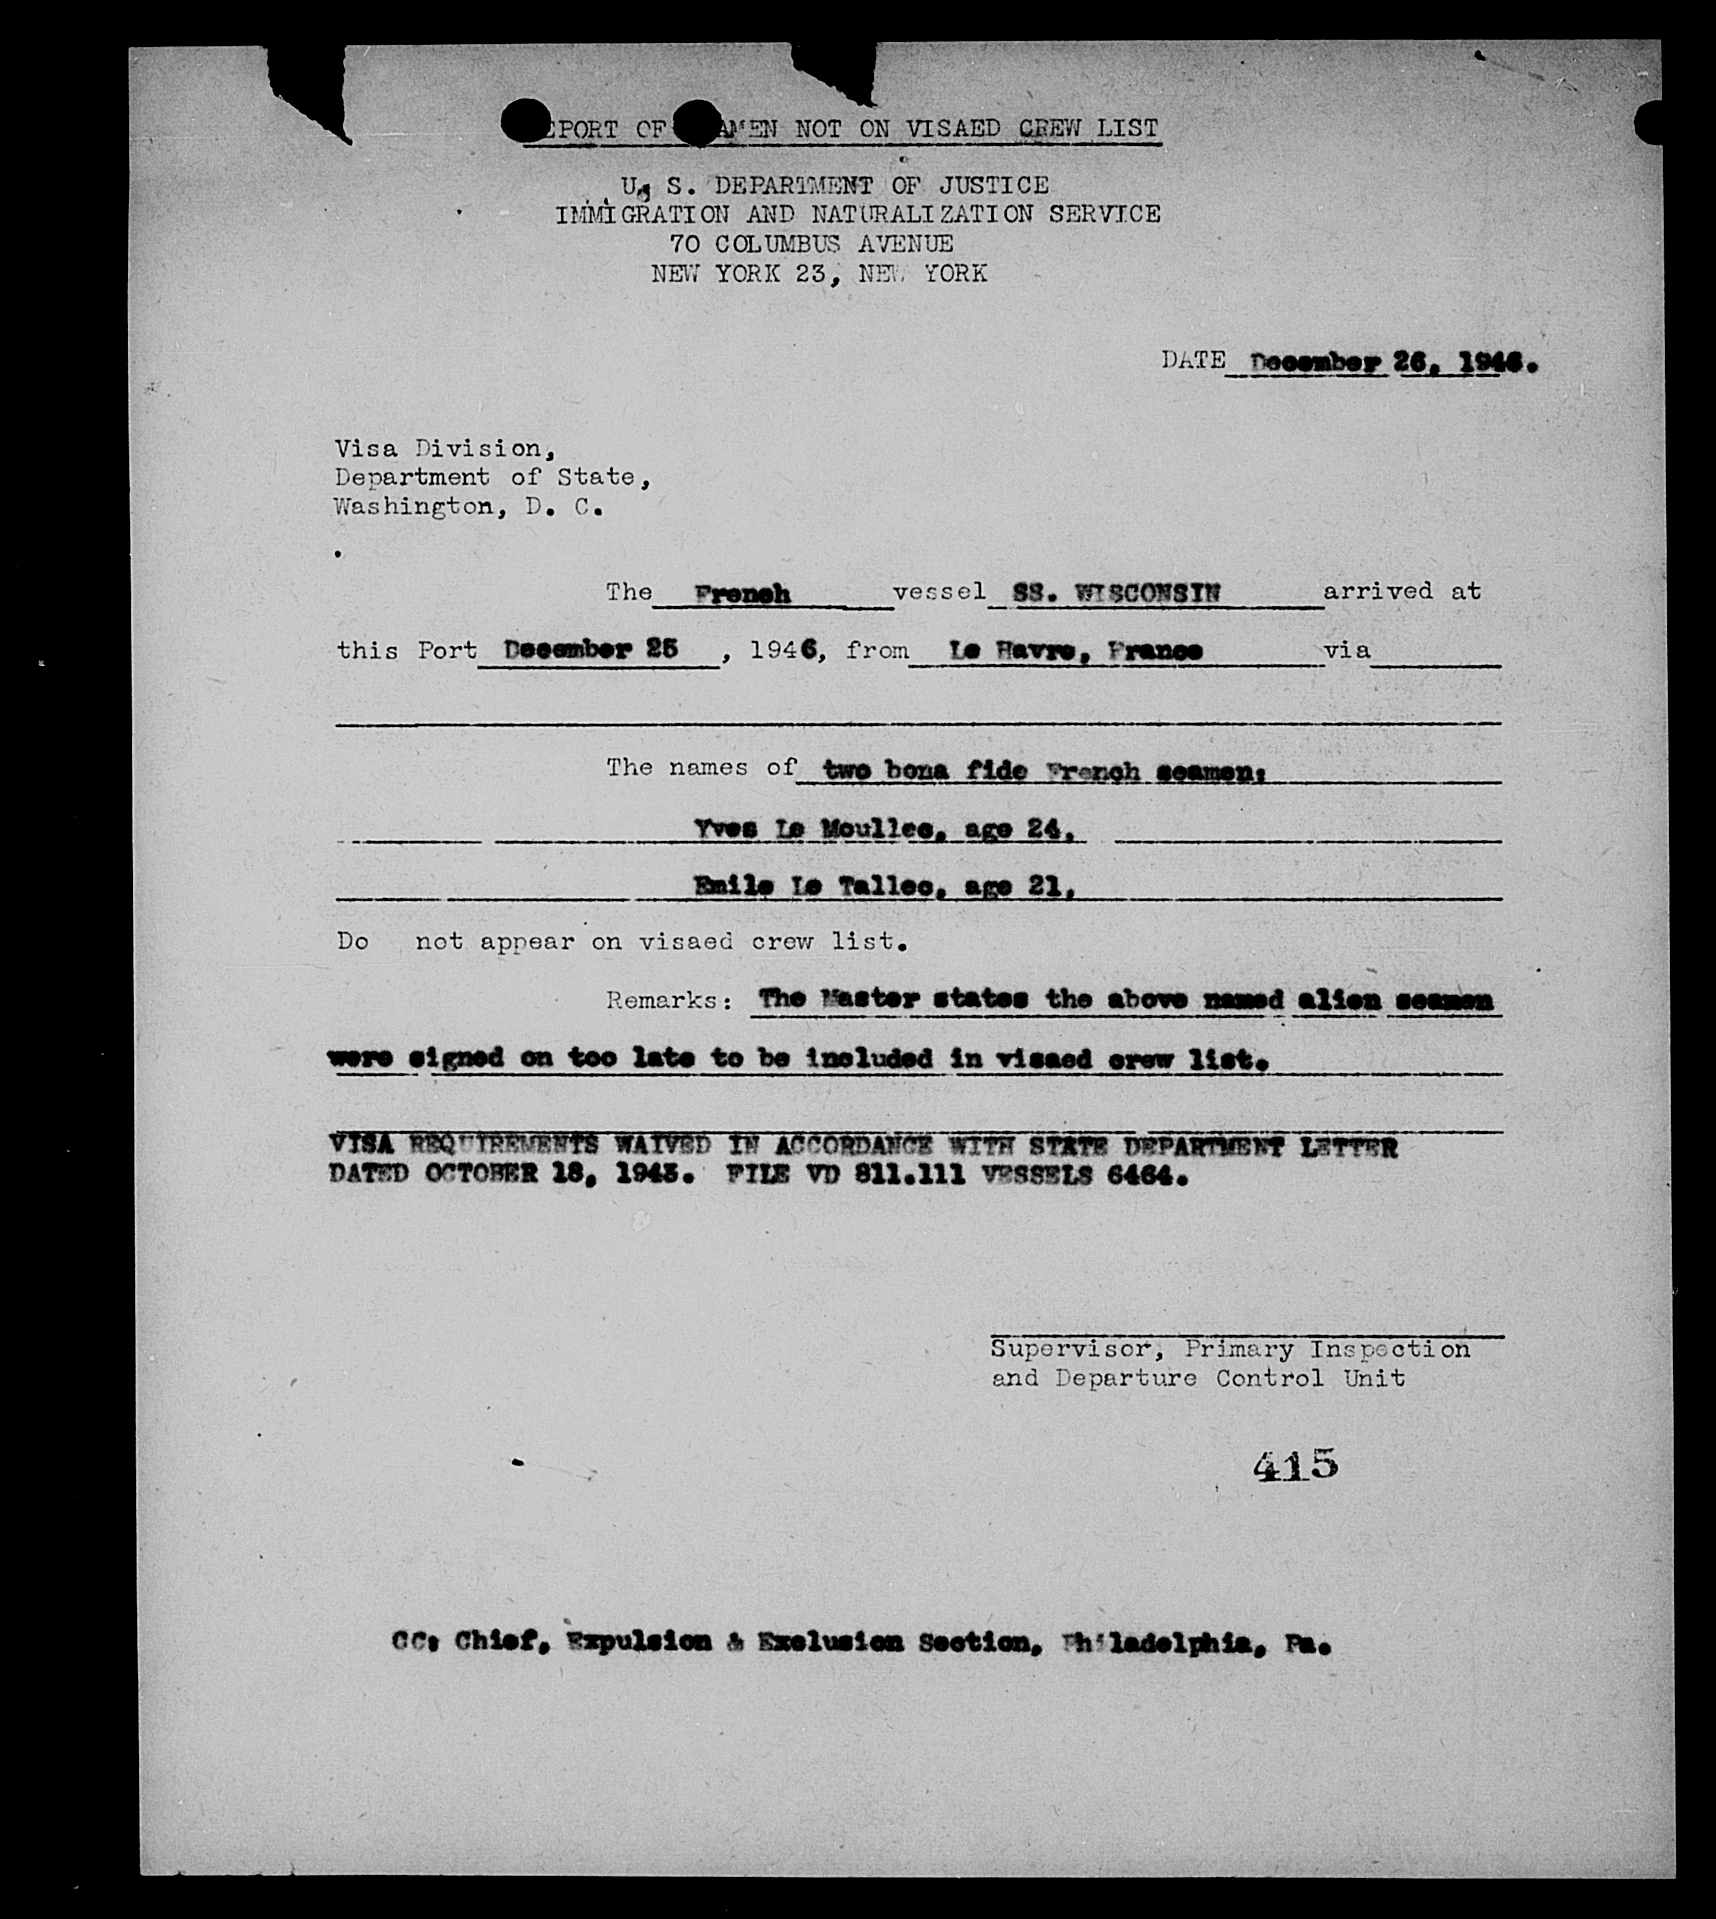 EPORT OF AMEN NOT ON VISAED CREW LIST
U. S. DEPARTMENT OF JUSTICE
IMMIGRATION AND NATURALIZATION SERVICE
70 COLUMBUS AVENUE
NEW YORK 23, NEW YORK
DATE December 26, 1946.
Visa Division,
Department of State,
Washington, D. C.
The French vessel SS. WISCONSIN arrived at
this Port December 25, 1946, from Le Havre, France via
The names of two bona fide French seamen:
Yves Le Moullec, age 24,
Emile Le Tallec, age 21,
Do not appear on visaed crew list.
Remarks: The Master states the above named alien seamen
were signed on too late to be included in visaed crew list.
VISA REQUIREMENTS WAIVED IN ACCORDANCE WITH STATE DEPARTMENT LETTER
DATED OCTOBER 18, 1943. FILE VD 811.111 VESSELS 6464.
Supervisor, Primary Inspection
and Departure Control Unit
415
CC: Chief, Expulsion & Exclusion Section, Philadelphia, Pa.